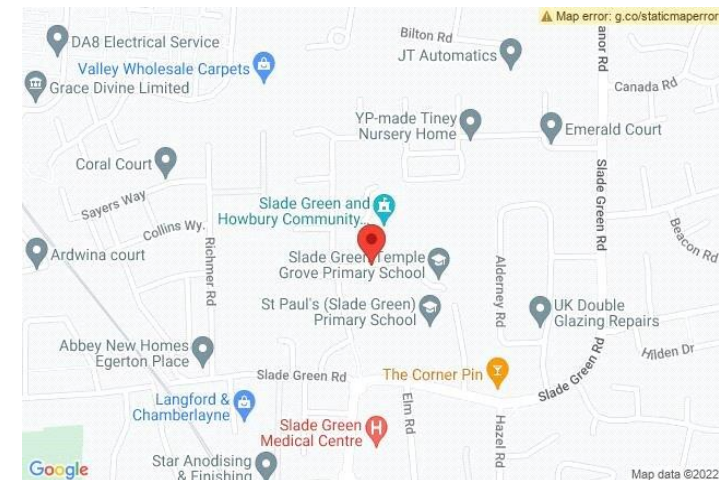 Map error: g.co/staticmaperror
DA8 Electrical Service
Bilton Rd
JT Automatics
anor Rd
Valley Wholesale Carpets
Grace Divine Limited
Canada Rd
YP-made Tiney
Nursery Home
Emerald Court
Coral Court
Slade Green Rd
Sayers Way
Slade Green and
Howbury Community...
Collins Wy.
Beacon Rd
Ardwina court
Richmer Rd
Slade Green Temple
Grove Primary School
Alderney Rd
St Paul's (Slade Green)
Primary School
UK Double
Glazing Repairs
Abbey New Homes
Egerton Place
Hilden Dr
Slade Green Rd
The Corner Pin
Slade Green Rd
Langford &
Chamberlayne
Elm Rd
Hazel Rd
Slade Green
Medical Centre
H
Star Anodising
& Finishing
Google
Map data ©2022